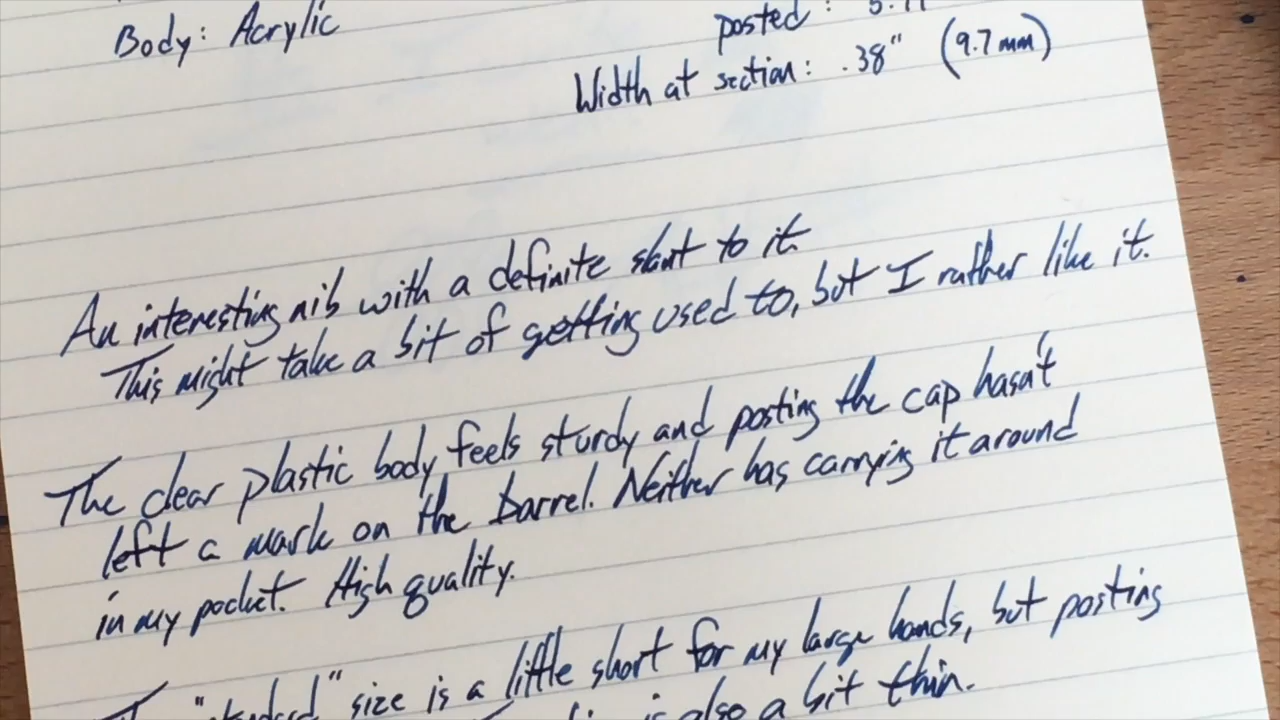 Body: Acrylic
posted:
Width at section: .38" (9.7mm)
An interesting nib with a definite slant to it.
This might take a bit of getting used to, but I rather like it.
The clear plastic body feels sturdy and posting the cap hasn't
left a mark on the barrel. Neither has carrying it around
in my pocket. High quality.
The "standard" size is a little short for my large hands, but posting
is also a bit thin.